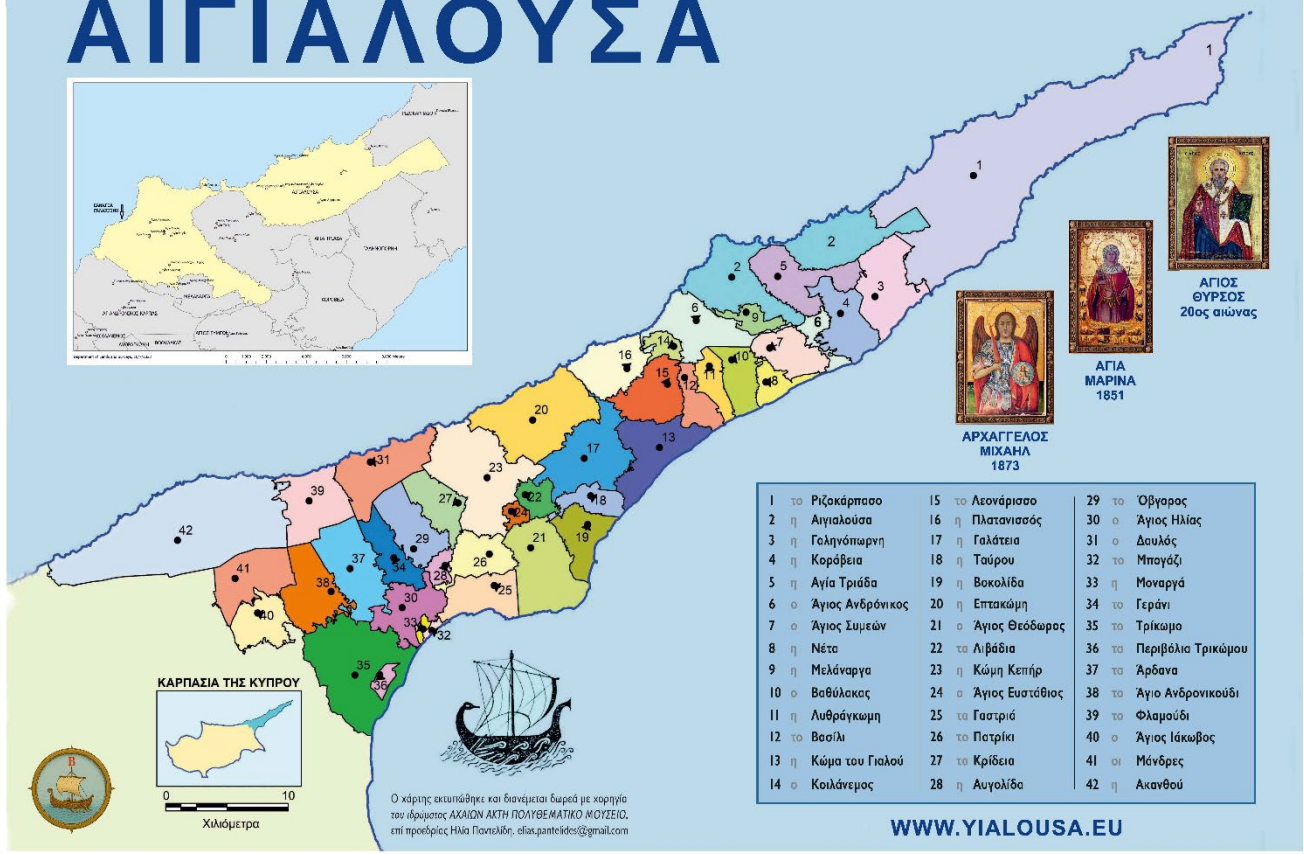 ΑΙΓΙΑΛΟΥΣΑ
ΑΓΙΟΣ
ΘΥΡΣΟΣ
20ος αιώνας
ΑΓΙΑ
ΜΑΡΙΝΑ
1851
ΑΡΧΑΓΓΕΛΟΣ
ΜΙΧΑΗΛ
1873
1 το Ριζοκάρπασο
2 η Αιγιαλούσα
3 η Γαληνόπωρνη
4 η Κορόβεια
5 η Αγία Τριάδα
6 ο Άγιος Ανδρόνικος
7 ο Άγιος Συμεών
8 η Νέτα
9 η Μελάναργα
10 ο Βαθύλακας
11 η Λυθράγκωμη
12 το Βασίλι
13 η Κώμα του Γιαλού
14 ο Κοιλάνεμος
15 το Λεονάρισσο
16 η Πλατανισσός
17 η Γαλάτεια
18 η Ταύρου
19 η Βοκολίδα
20 η Επτακώμη
21 ο Άγιος Θεόδωρος
22 τα Λιβάδια
23 η Κώμη Κεπήρ
24 ο Άγιος Ευστάθιος
25 τα Γαστριά
26 το Πατρίκι
27 το Κρίδεια
28 η Αυγολίδα
29 το Όβγορος
30 ο Άγιος Ηλίας
31 ο Δαυλός
32 το Μπογάζι
33 η Μοναργά
34 το Γεράνι
35 το Τρίκωμο
36 τα Περιβόλια Τρικώμου
37 τα Άρδανα
38 το Άγιο Ανδρονικούδι
39 το Φλαμούδι
40 ο Άγιος Ιάκωβος
41 οι Μάνδρες
42 η Ακανθού
ΚΑΡΠΑΣΙΑ ΤΗΣ ΚΥΠΡΟΥ
0 10
Χιλιόμετρα
Β
Ο χάρτης εκτυπώθηκε και διανέμεται δωρεά με χορηγία
του ιδρύματος ΑΧΑΙΩΝ ΑΚΤΗ ΠΟΛΥΘΕΜΑΤΙΚΟ ΜΟΥΣΕΙΟ,
επί προεδρίας Ηλία Παντελίδη. elias.pantelides@gmail.com
WWW.YIALOUSA.EU